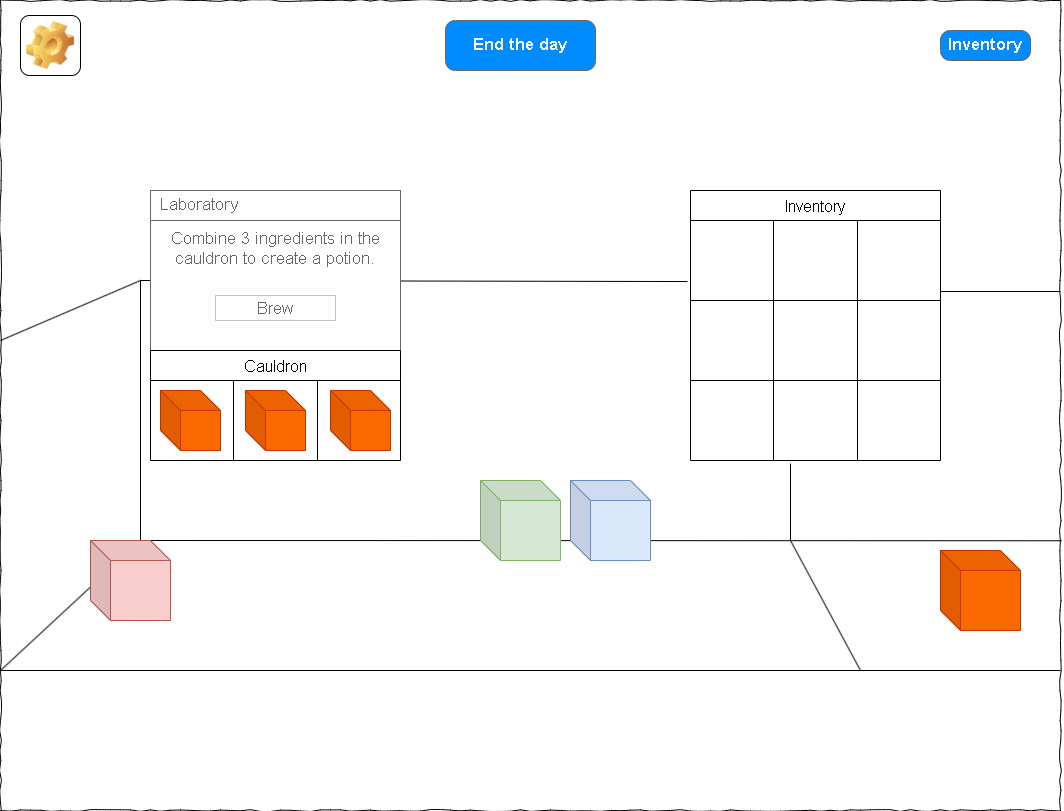 End the day
Inventory
Laboratory
Combine 3 ingredients in the
cauldron to create a potion.
Brew
Cauldron
Inventory